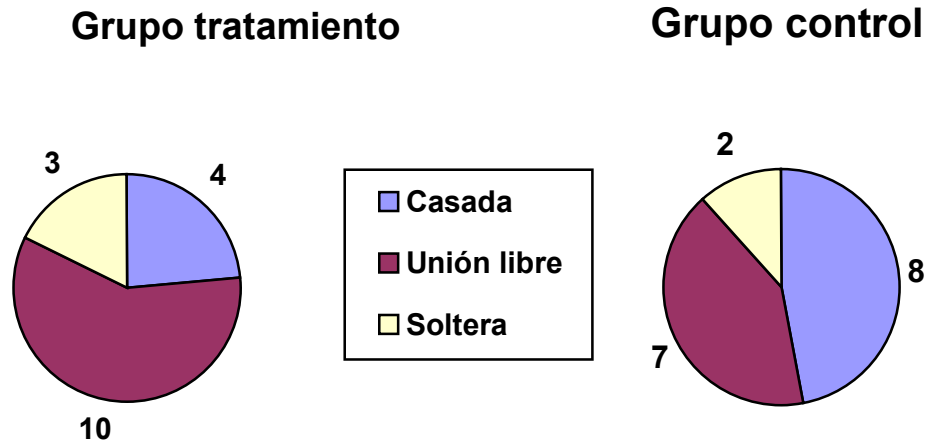 Grupo tratamiento
Grupo control
3
4
10
Casada
Unión libre
Soltera
2
8
7